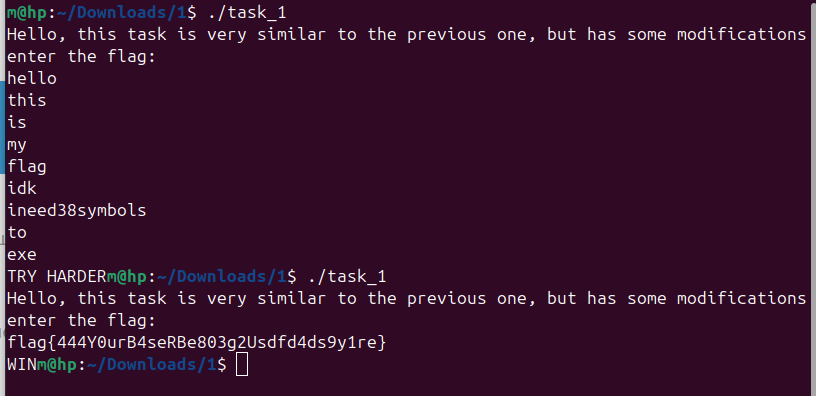 m@hp:~/Downloads/1$ ./task_1
Hello, this task is very similar to the previous one, but has some modifications
enter the flag:
hello
this
is
my
flag
idk
ineed38symbols
to
exe
TRY HARDERm@hp:~/Downloads/1$ ./task_1
Hello, this task is very similar to the previous one, but has some modifications
enter the flag:
flag{444Y0urB4seRBe803g2Usdfd4ds9y1re}
WINm@hp:~/Downloads/1$